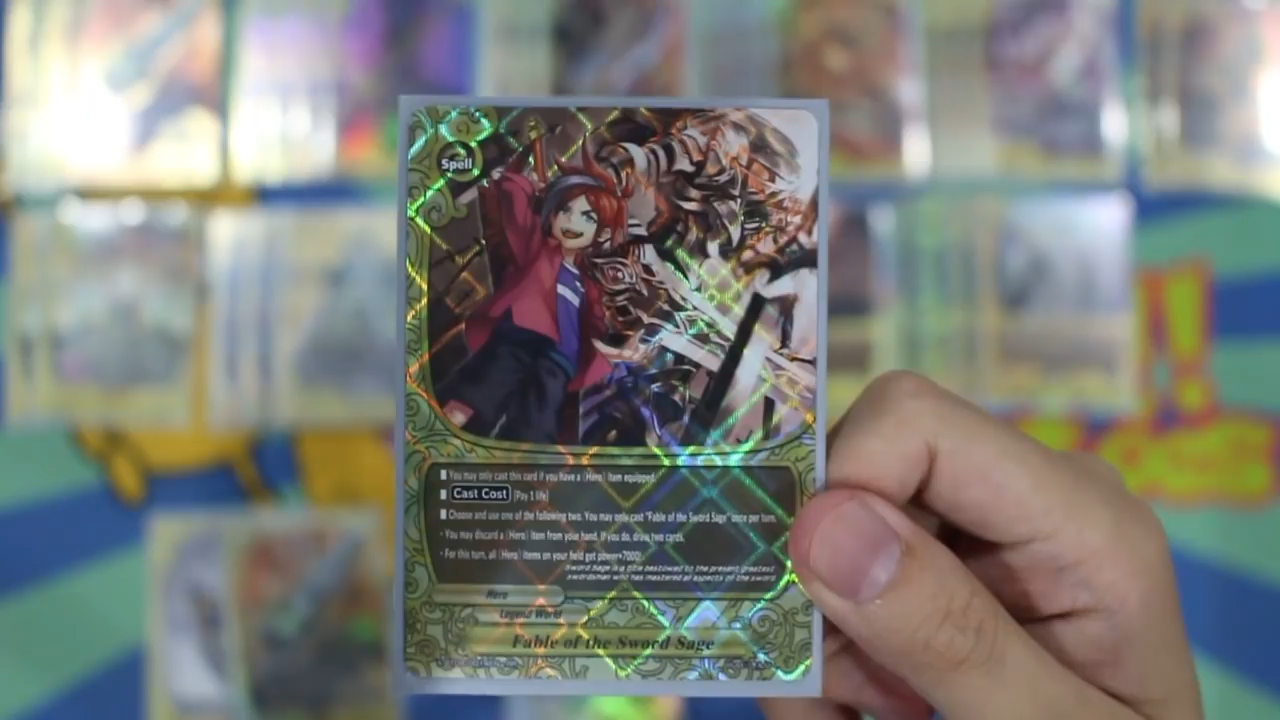 Spell
You may only cast this card if you have a (Hero) Item equipped.
Cast Cost [Pay 1 life]
Choose and use one of the following two. You may only cast "Fable of the Sword Sage" once per turn.
・You may discard a (Hero) Item from your hand. If you do, draw two cards.
・For this turn, all (Hero) Items on your field get power+7000!
Sword Sage is a title bestowed to the present greatest
swordsman who has mastered all aspects of the sword
Hero
Legend World
Fable of the Sword Sage